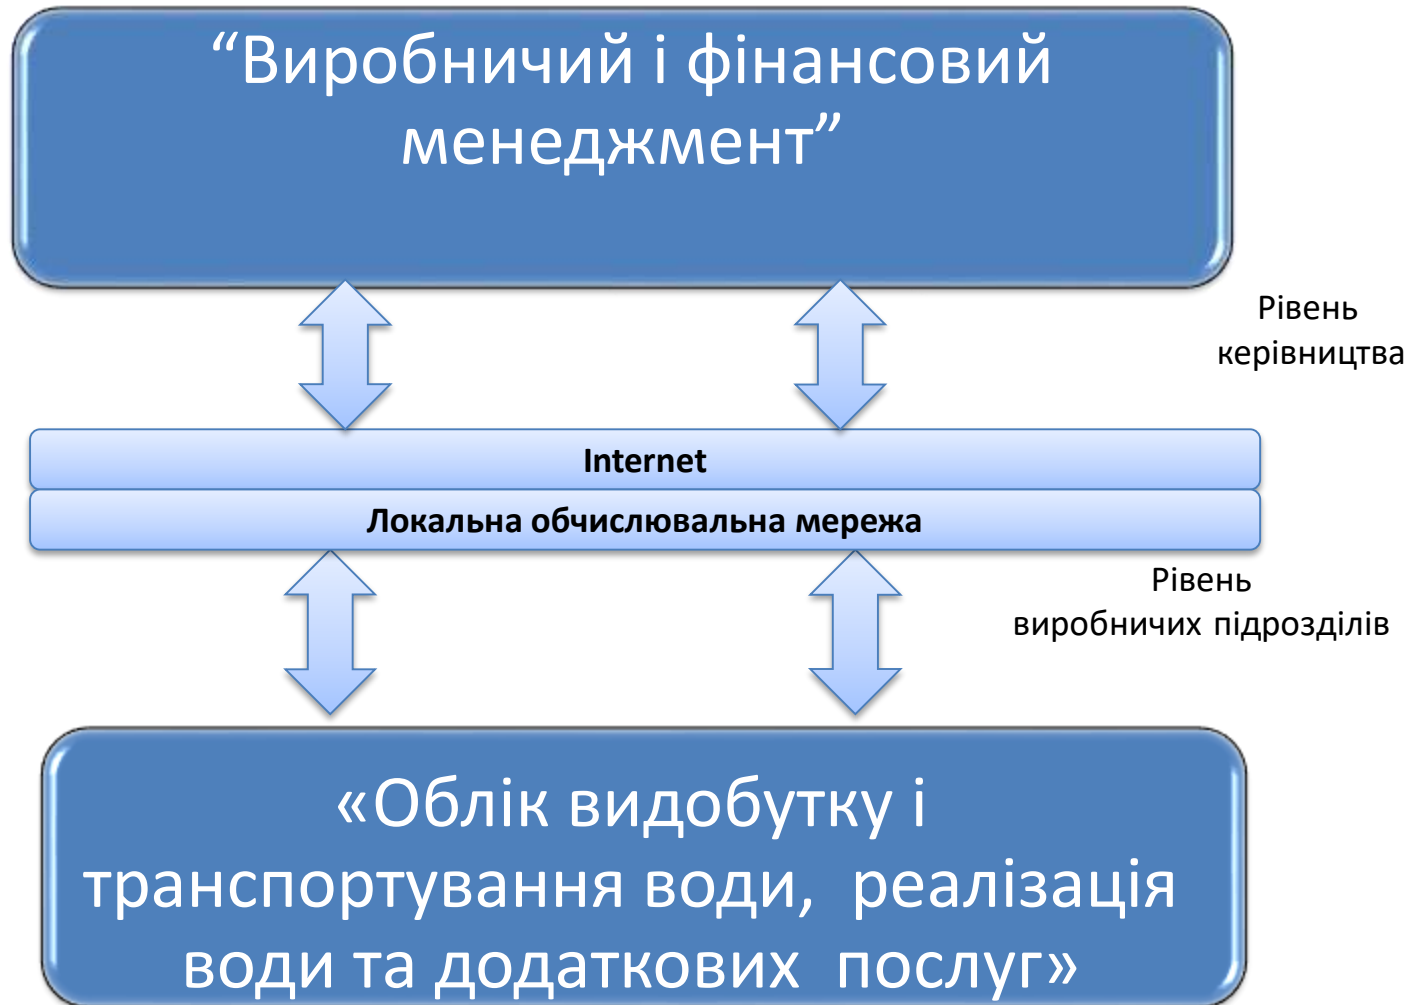 “Виробничий і фінансовий
менеджмент”
Рівень
керівництва
Internet
Локальна обчислювальна мережа
Рівень
виробничих підрозділів
«Облік видобутку і
транспортування води, реалізація
води та додаткових послуг»